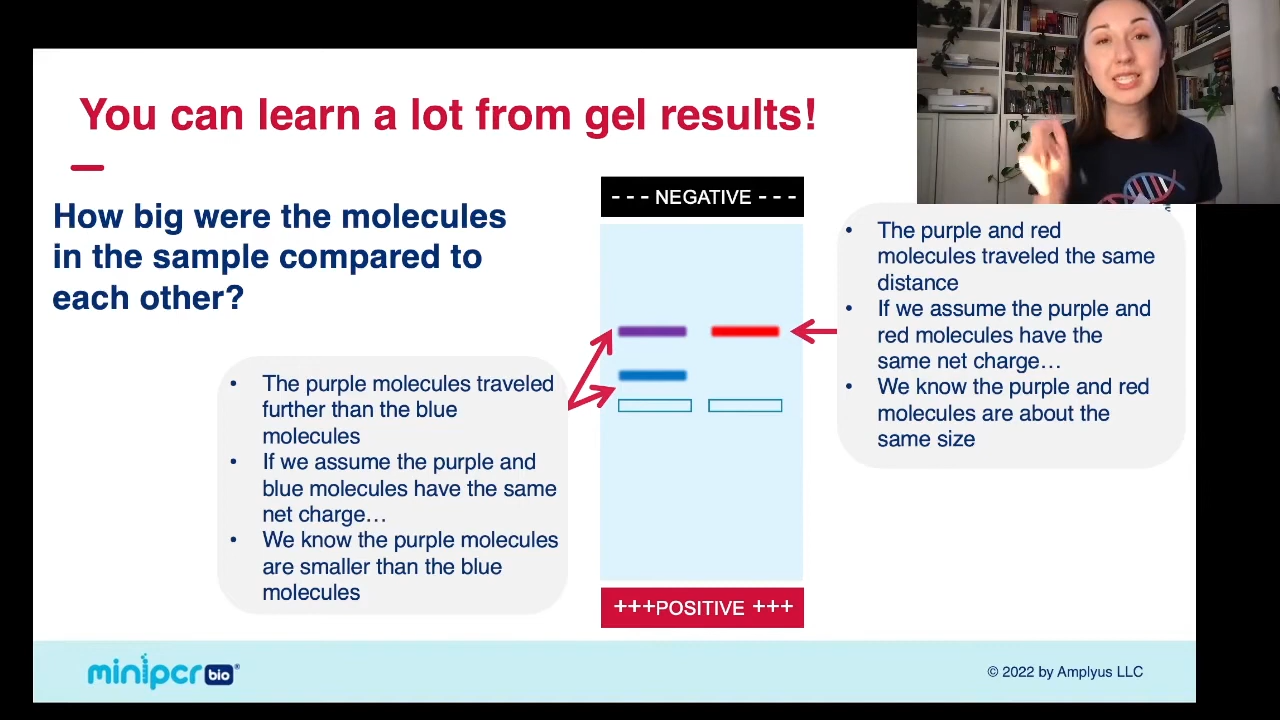 You can learn a lot from gel results!
How big were the molecules
in the sample compared to
each other?
- - - NEGATIVE - - -
• The purple molecules traveled
further than the blue
molecules
• If we assume the purple and
blue molecules have the same
net charge…
• We know the purple molecules
are smaller than the blue
molecules
• The purple and red
molecules traveled the same
distance
• If we assume the purple and
red molecules have the
same net charge…
• We know the purple and red
molecules are about the
same size
+++POSITIVE +++
minipcr bio®
© 2022 by Amplyus LLC